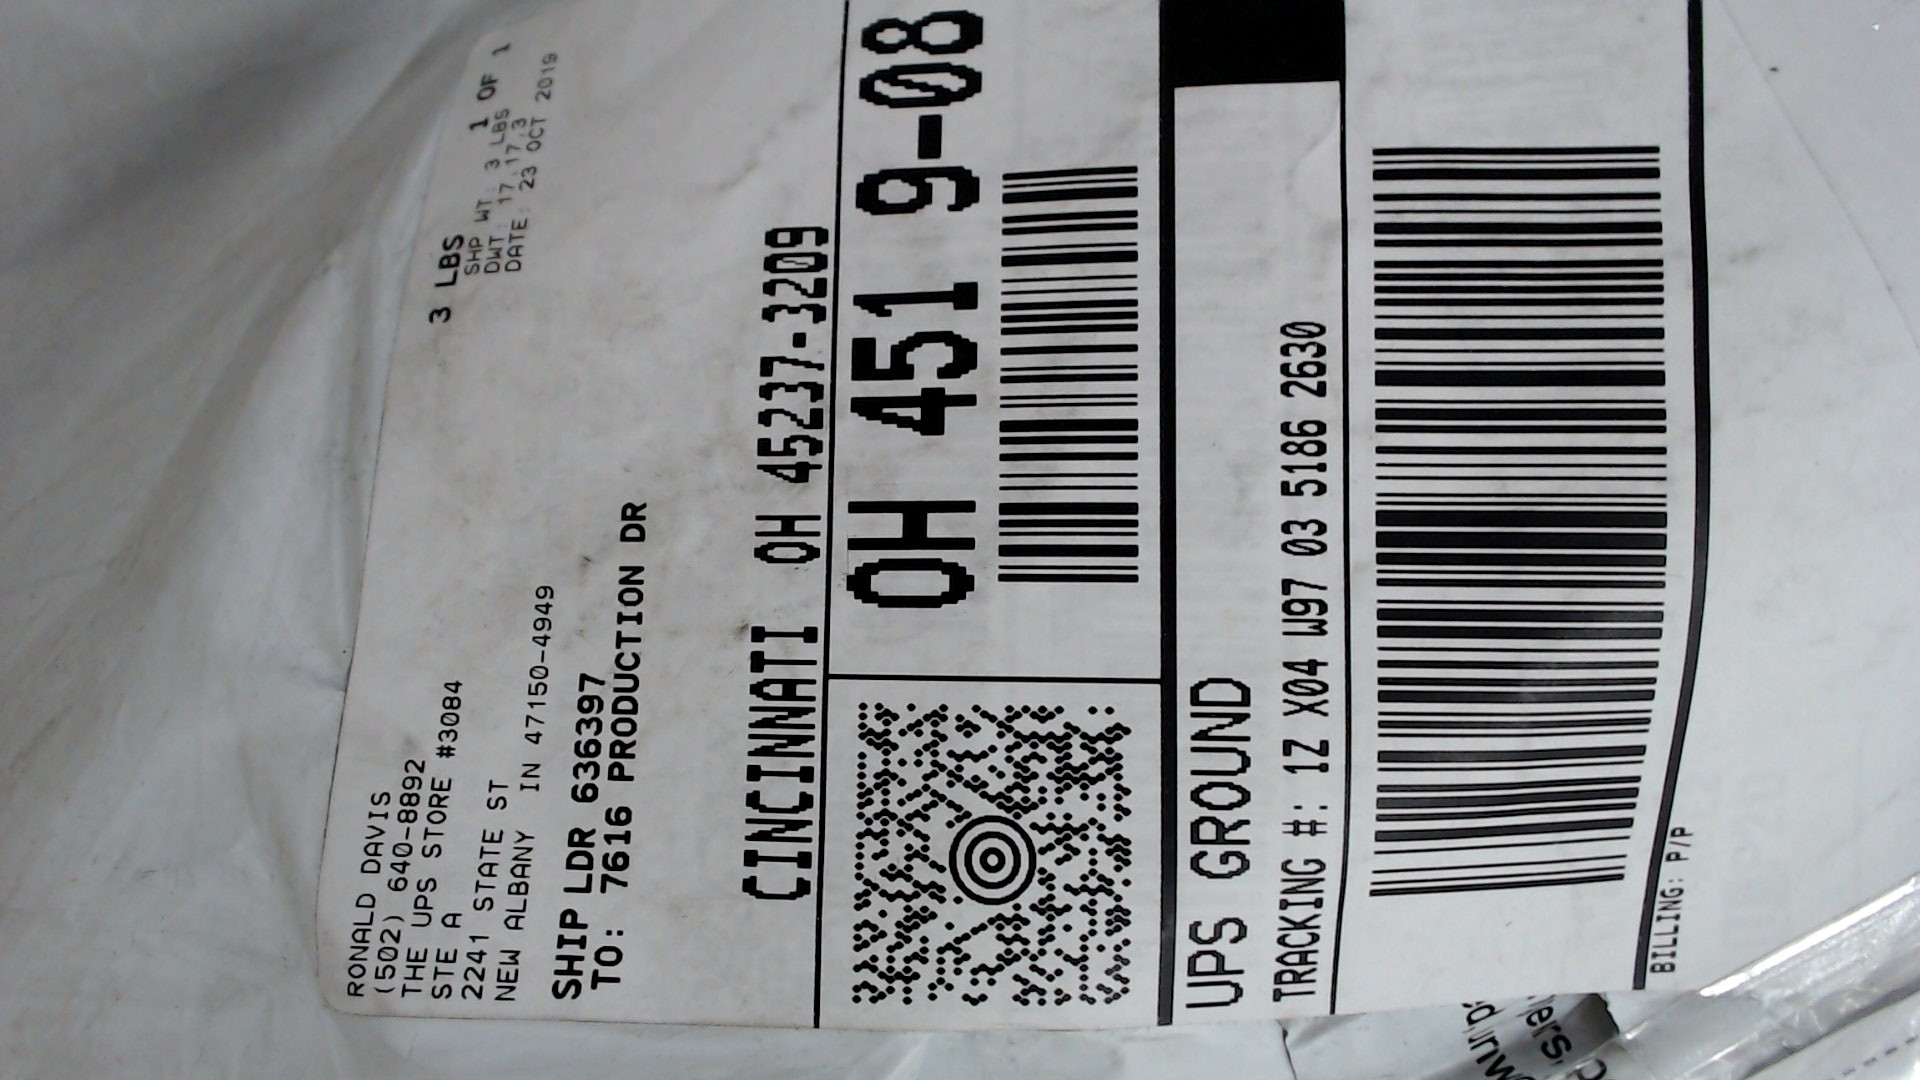 RONALD DAVIS
(502) 640-8892
THE UPS STORE #3084
STE A
2241 STATE ST
NEW ALBANY IN 47150-4949
3 LBS
1 OF 1
SHP WT: 3 LBS
DWT: 17,17,3
DATE: 23 OCT 2019
SHIP LDR 636397
TO: 7616 PRODUCTION DR
CINCINNATI OH 45237-3209
OH 451 9-08
UPS GROUND
TRACKING #: 1Z X04 W97 03 5186 2630
BILLING: P/P